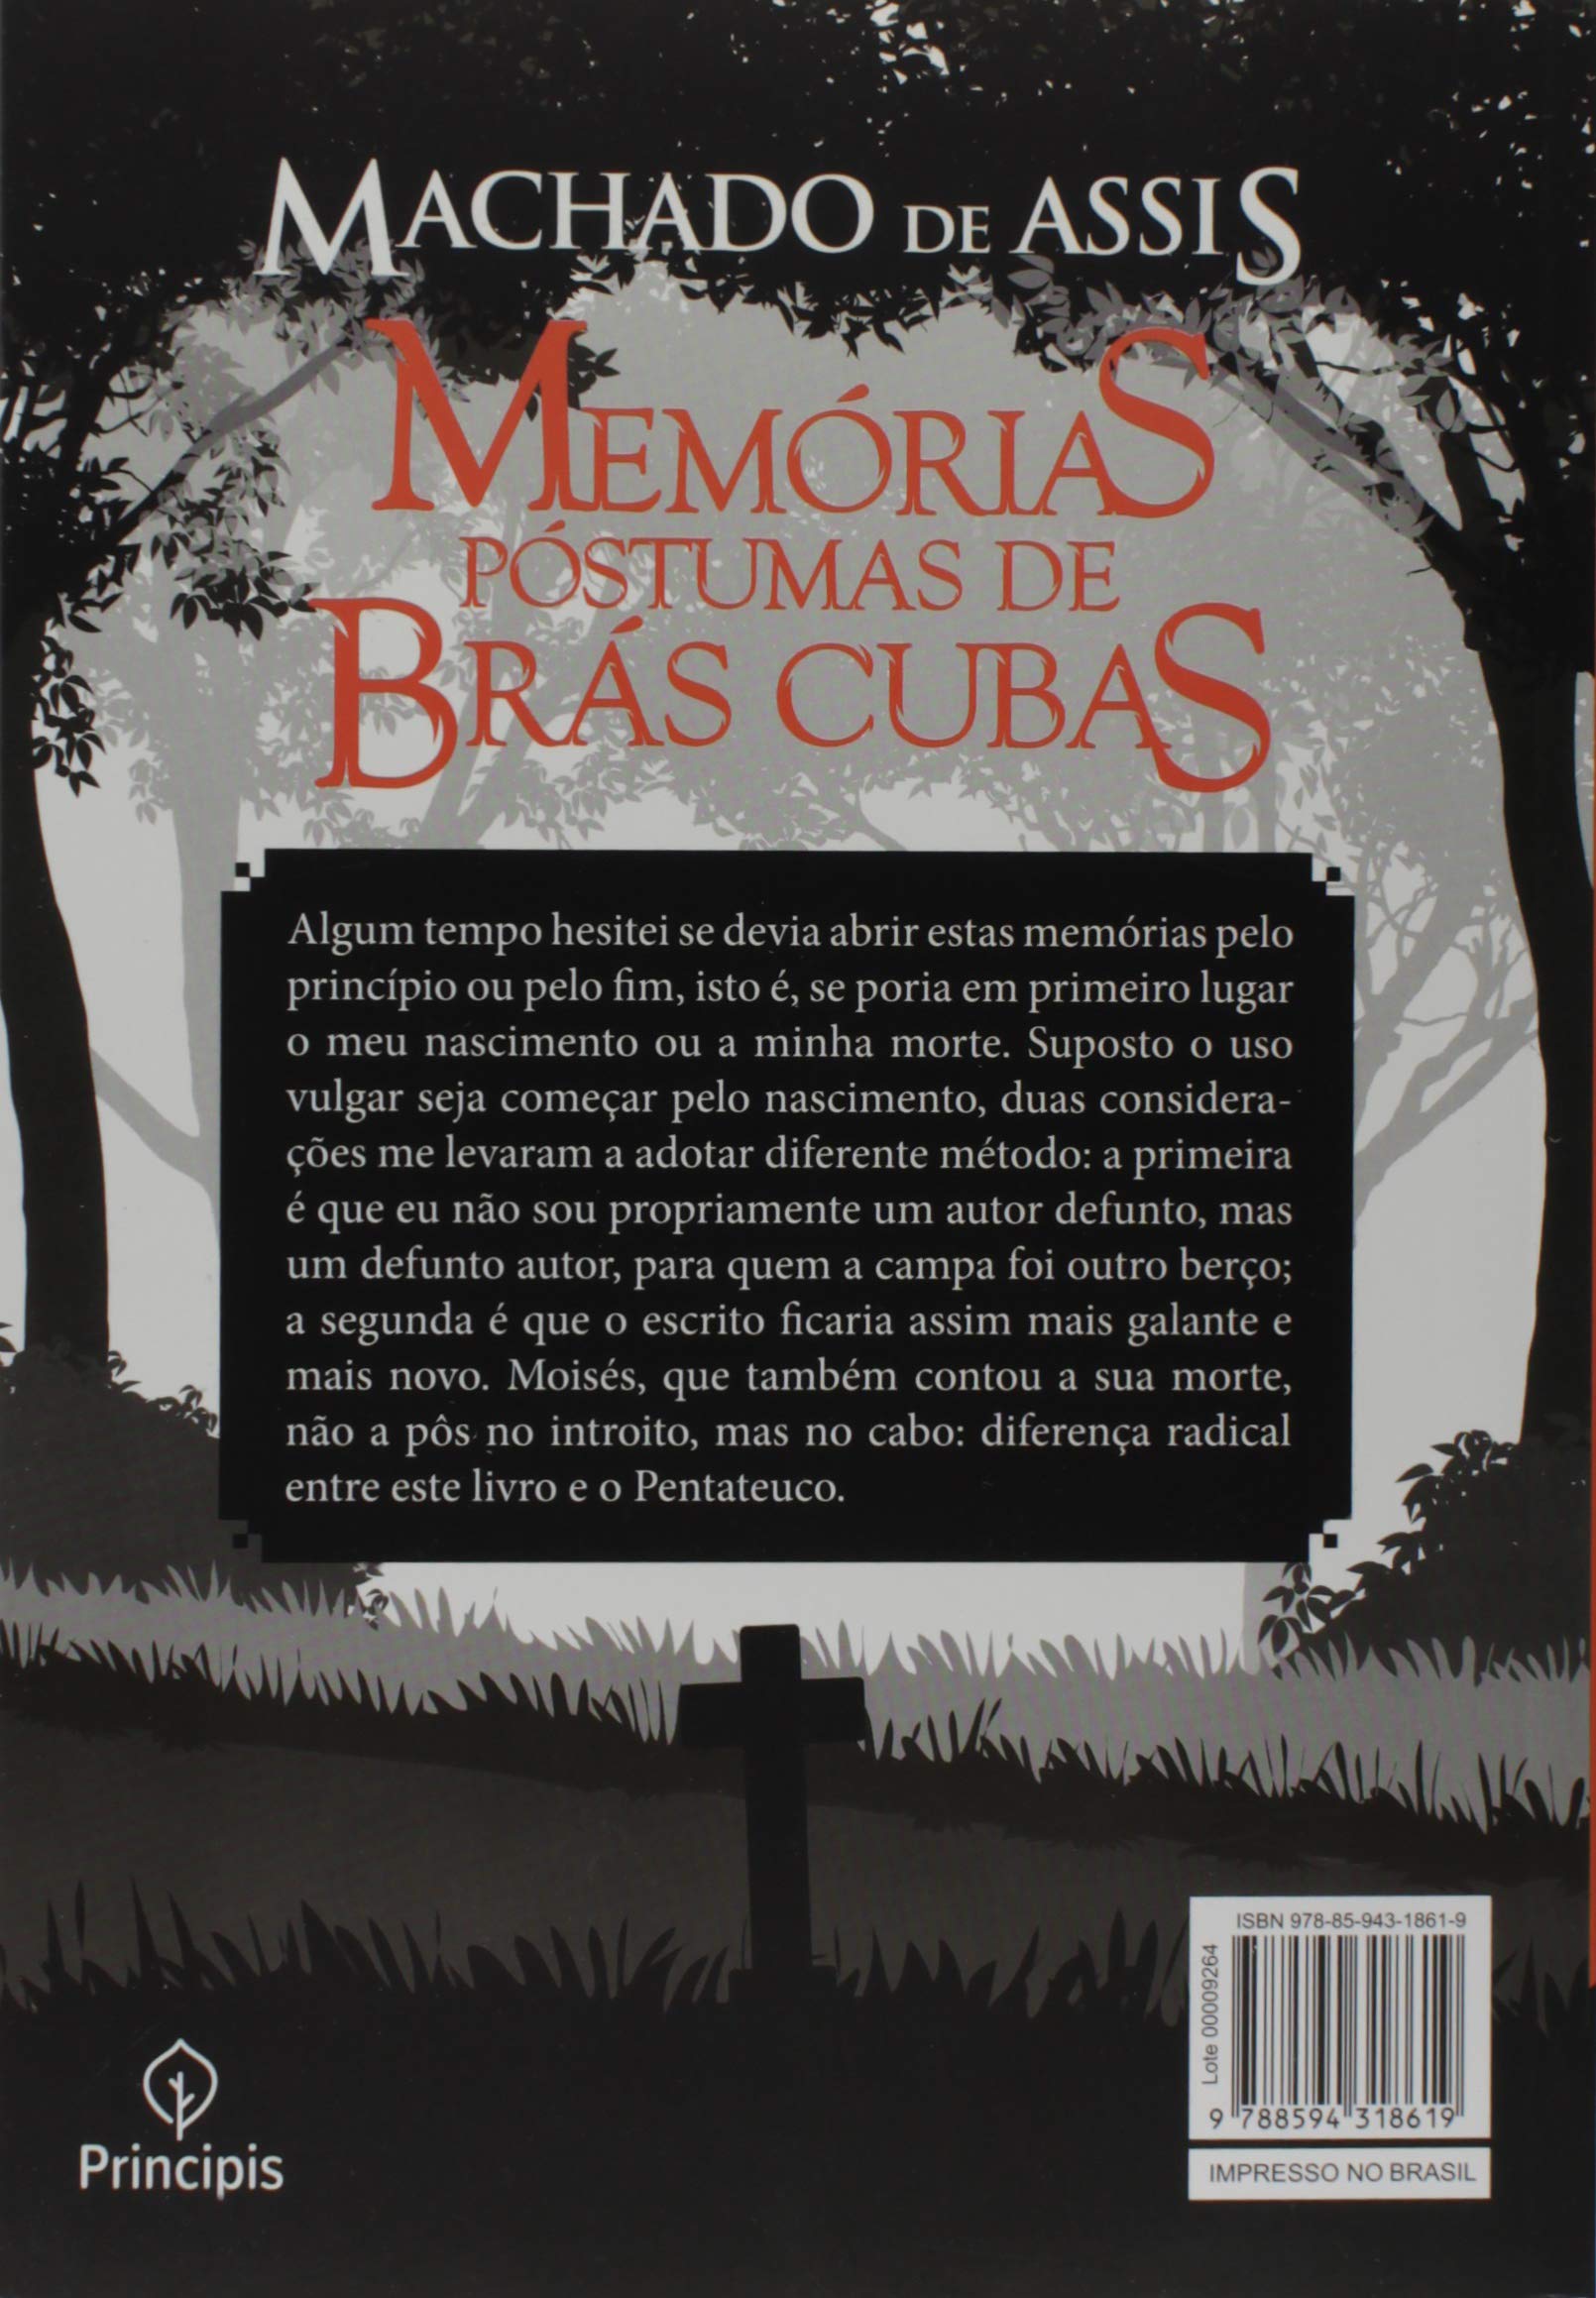 MACHADO DE ASSIS
MEMÓRIAS
PÓSTUMAS DE
BRÁS CUBAS
Algum tempo hesitei se devia abrir estas memórias pelo
princípio ou pelo fim, isto é, se poria em primeiro lugar
o meu nascimento ou a minha morte. Suposto o uso
vulgar seja começar pelo nascimento, duas considera-
ções me levaram a adotar diferente método: a primeira
é que eu não sou propriamente um autor defunto, mas
um defunto autor, para quem a campa foi outro berço;
a segunda é que o escrito ficaria assim mais galante e
mais novo. Moisés, que também contou a sua morte,
não a pôs no introito, mas no cabo: diferença radical
entre este livro e o Pentateuco.
ISBN 978-85-943-1861-9
Lote 00009264
9 788594 318619
IMPRESSO NO BRASIL
Principis